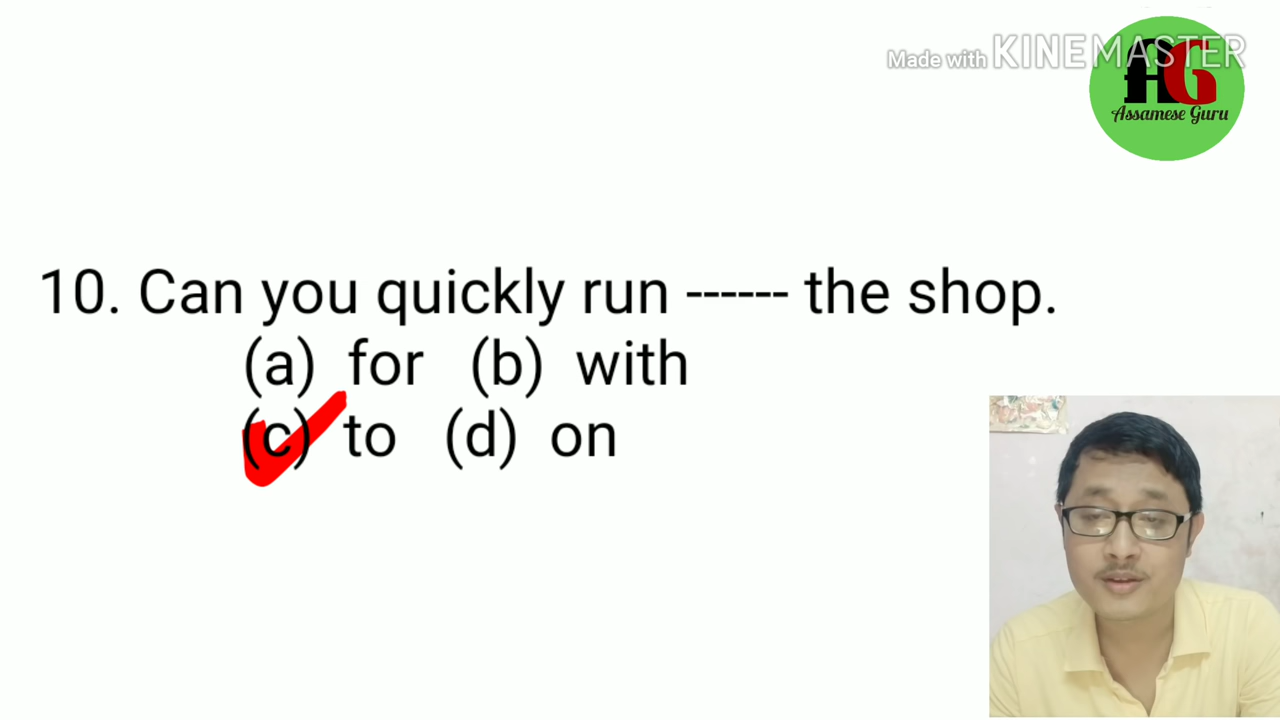 Made with KINEMASTER
AG
Assamese Guru
10. Can you quickly run ------ the shop.
(a) for (b) with
(c) to (d) on